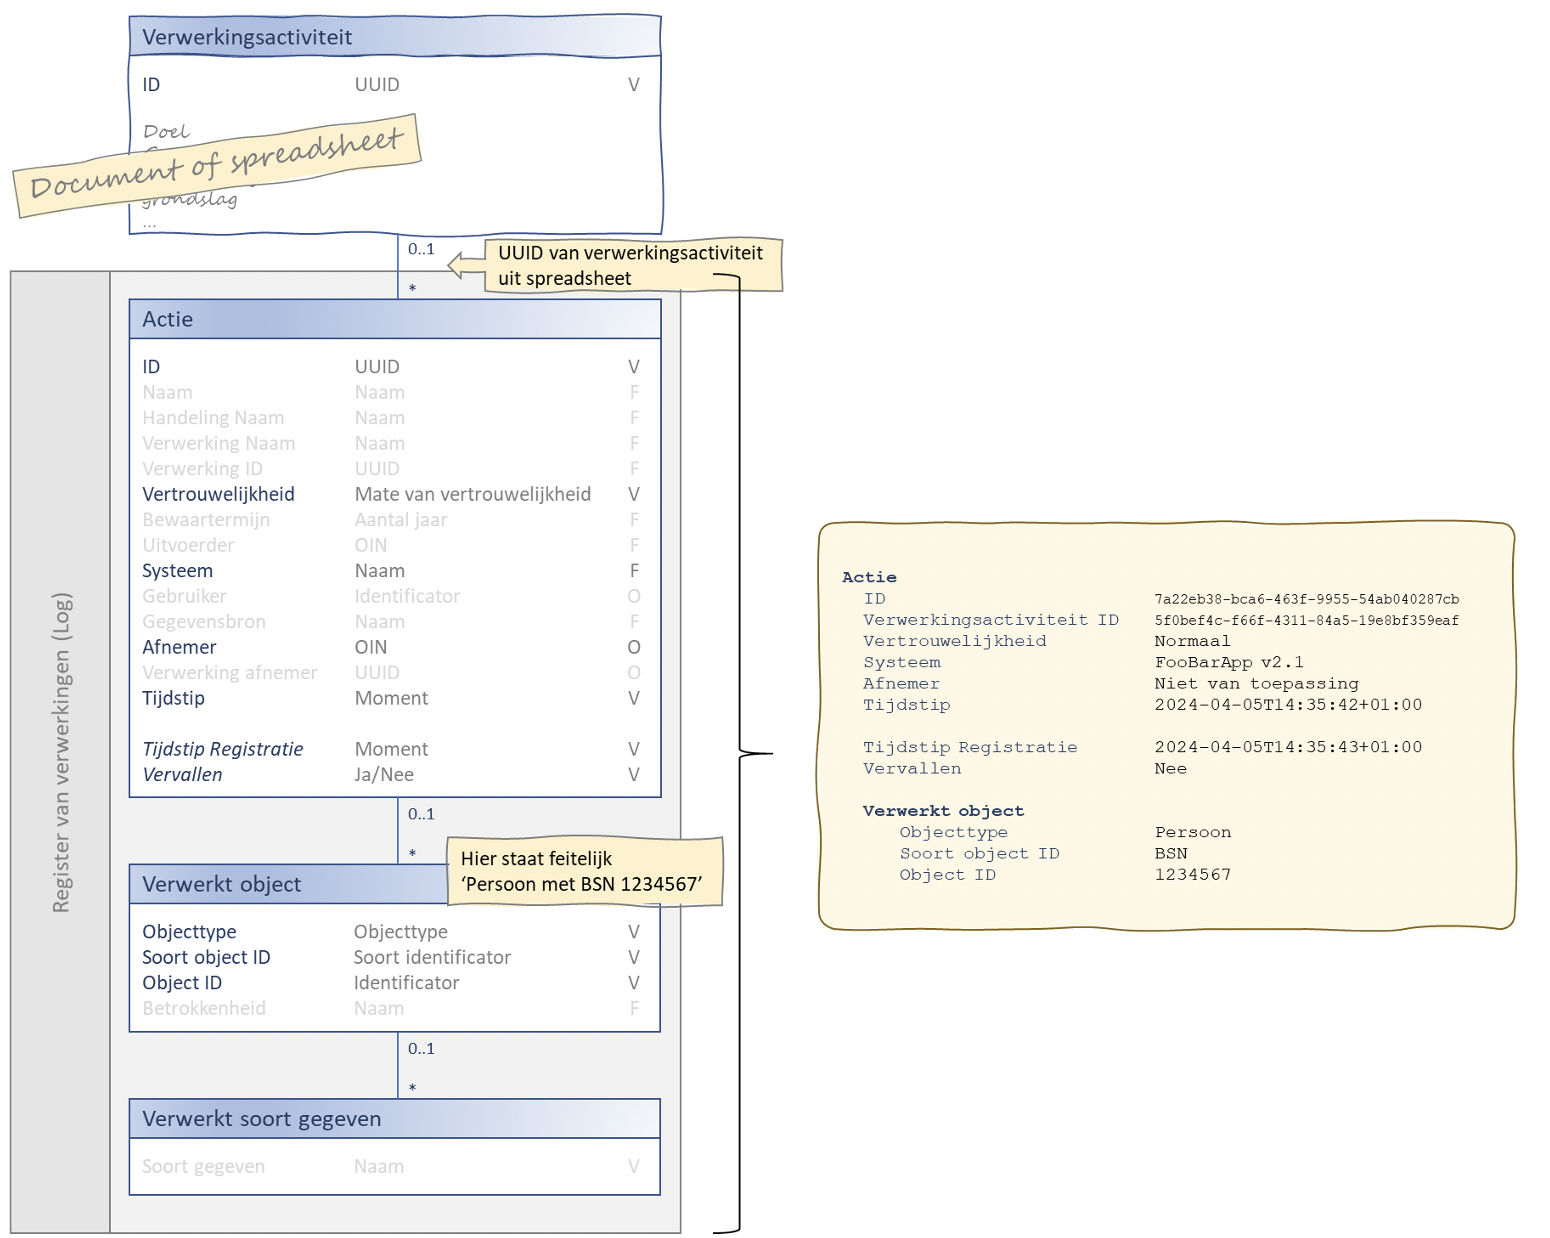 Verwerkingsactiviteit
ID UUID V
Doel
Document of spreadsheet
grondslag
...
0..1
UUID van verwerkingsactiviteit
uit spreadsheet
*
Actie
ID UUID V
Naam Naam F
Handeling Naam Naam F
Verwerking Naam Naam F
Verwerking ID UUID F
Vertrouwelijkheid Mate van vertrouwelijkheid V
Bewaartermijn Aantal jaar F
Uitvoerder OIN F
Systeem Naam F
Gebruiker Identificator O
Gegevensbron Naam F
Afnemer OIN O
Verwerking afnemer UUID O
Tijdstip Moment V
Tijdstip Registratie Moment V
Vervallen Ja/Nee V
0..1
*
Hier staat feitelijk
‘Persoon met BSN 1234567’
Verwerkt object
Objecttype Objecttype V
Soort object ID Soort identificator V
Object ID Identificator V
Betrokkenheid Naam F
0..1
*
Verwerkt soort gegeven
Soort gegeven Naam V
Register van verwerkingen (Log)
Actie
ID 7a22eb38-bca6-463f-9955-54ab040287cb
Verwerkingsactiviteit ID 5f0bef4c-f66f-4311-84a5-19e8bf359eaf
Vertrouwelijkheid Normaal
Systeem FooBarApp v2.1
Afnemer Niet van toepassing
Tijdstip 2024-04-05T14:35:42+01:00
Tijdstip Registratie 2024-04-05T14:35:43+01:00
Vervallen Nee
Verwerkt object
Objecttype Persoon
Soort object ID BSN
Object ID 1234567